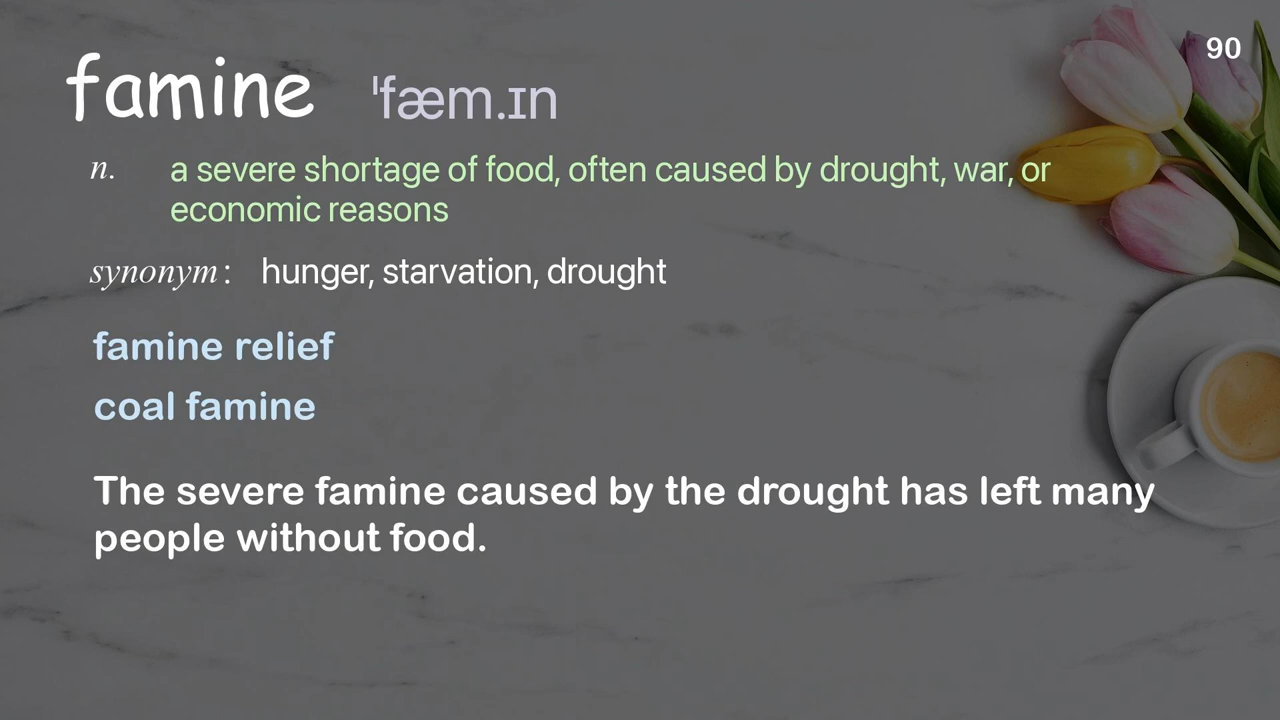 90
famine ˈfæm.ɪn
n. a severe shortage of food, often caused by drought, war, or
economic reasons
synonym: hunger, starvation, drought
famine relief
coal famine
The severe famine caused by the drought has left many
people without food.